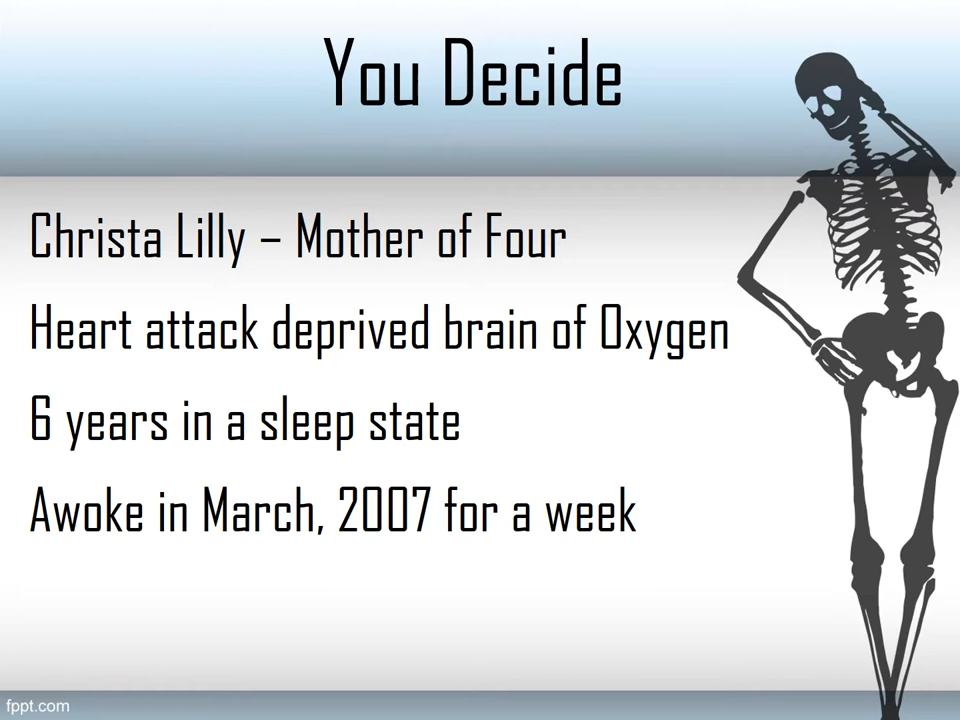 You Decide
Christa Lilly – Mother of Four
Heart attack deprived brain of Oxygen
6 years in a sleep state
Awoke in March, 2007 for a week
fppt.com